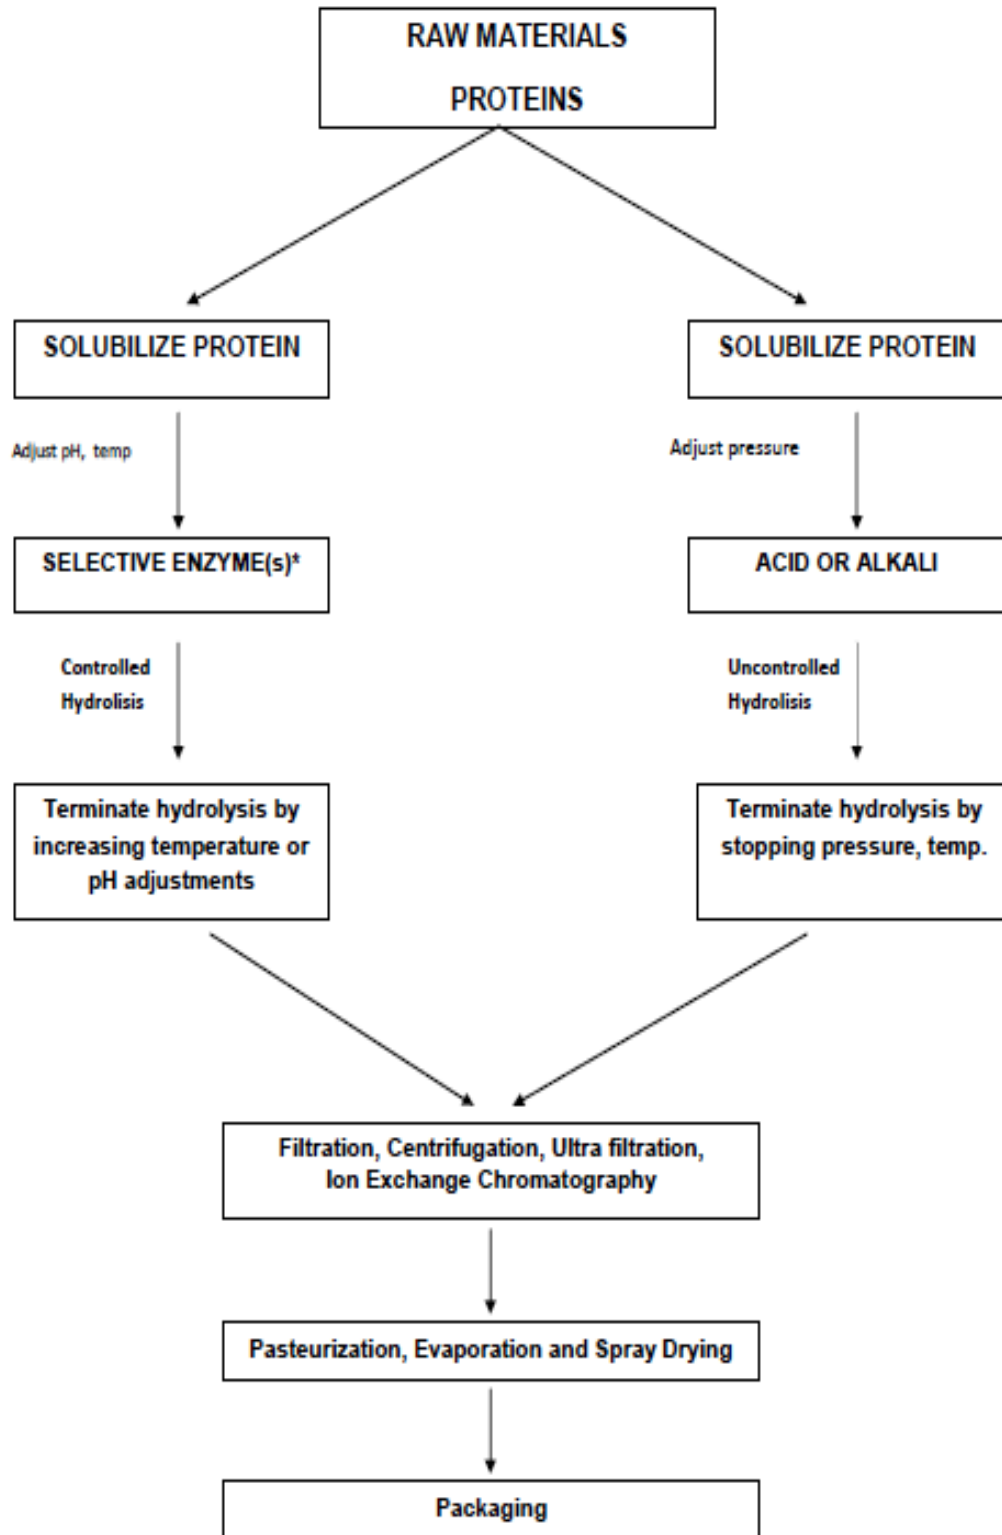 RAW MATERIALS
PROTEINS
SOLUBILIZE PROTEIN
SOLUBILIZE PROTEIN
Adjust pH, temp
Adjust pressure
SELECTIVE ENZYME(s)*
ACID OR ALKALI
Controlled
Hydrolisis
Uncontrolled
Hydrolisis
Terminate hydrolysis by
increasing temperature or
pH adjustments
Terminate hydrolysis by
stopping pressure, temp.
Filtration, Centrifugation, Ultra filtration,
Ion Exchange Chromatography
Pasteurization, Evaporation and Spray Drying
Packaging